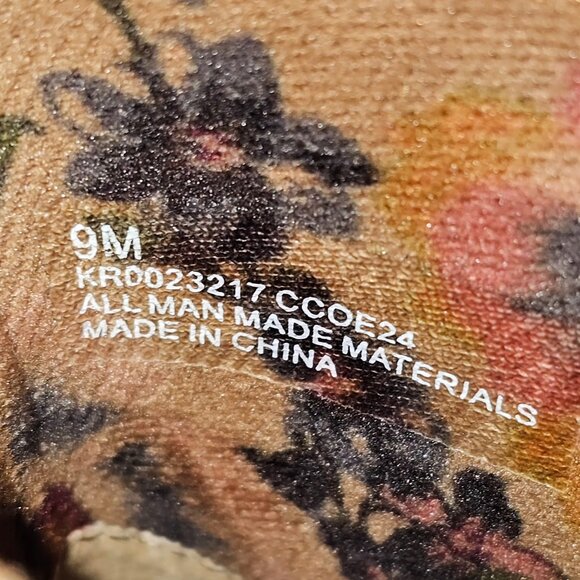 9M
KR0023217 CCOE24
ALL MAN MADE MATERIALS
MADE IN CHINA